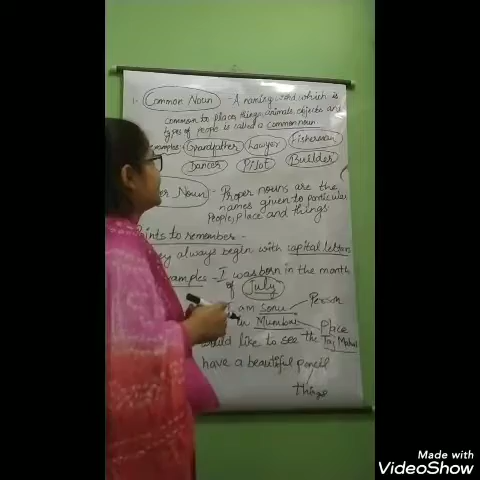 1. Common Noun - A naming word which is
common to places, things, animals, objects and
types of people is called a common noun
examples: Grandfather Lawyer Fisherman
Dancer Pilot Builder
er Noun - Proper nouns are the
names given to particular
People, Place and things
oints to remember -
ey always begin with capital letters
amples - I was born in the month
of July
I am Sonu Person
in Mumbai Place
ould like to see the Taj Mahal
have a beautiful pencil
things
Made with
VideoShow